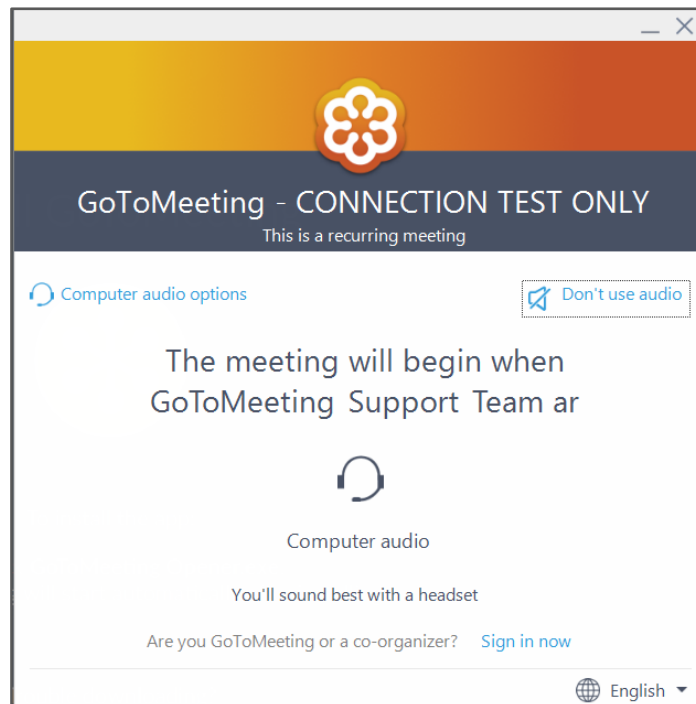 GoToMeeting - CONNECTION TEST ONLY
This is a recurring meeting
Computer audio options
Don't use audio
The meeting will begin when
GoToMeeting Support Team ar
Computer audio
You'll sound best with a headset
Are you GoToMeeting or a co-organizer? Sign in now
English